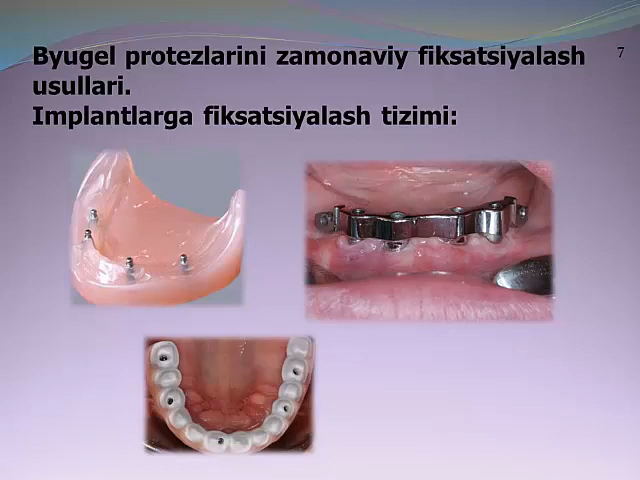 Byugel protezlarini zamonaviy fiksatsiyalash
usullari.
Implantlarga fiksatsiyalash tizimi:
7